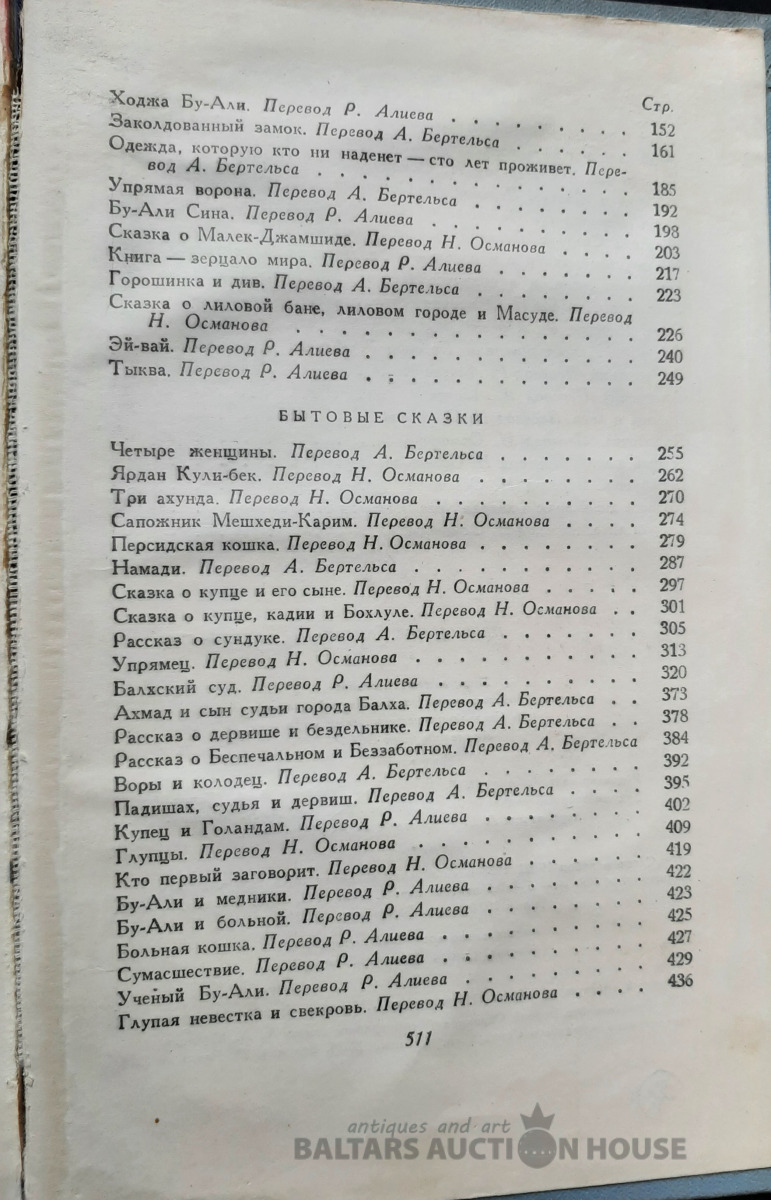 Стр.
Ходжа Бу-Али. Перевод Р. Алиева . . . . . . . . . 152
Заколдованный замок. Перевод А. Бертельса . . . . . . 161
Одежда, которую кто ни наденет — сто лет проживет. Пере-
вод А. Бертельса . . . . . . . . . . . . . . 185
Упрямая ворона. Перевод А. Бертельса . . . . . . . . 192
Бу-Али Сина. Перевод Р. Алиева . . . . . . . . . 198
Сказка о Малек-Джамшиде. Перевод Н. Османова . . . . 203
Книга — зерцало мира. Перевод Р. Алиева . . . . . . . 217
Горошинка и див. Перевод А. Бертельса . . . . . . . 223
Сказка о лиловой бане, лиловом городе и Масуде. Перевод
Н. Османова . . . . . . . . . . . . . . . 226
Эй-вай. Перевод Р. Алиева . . . . . . . . . . . . 240
Тыква. Перевод Р. Алиева . . . . . . . . . . . . 249
БЫТОВЫЕ СКАЗКИ
Четыре женщины. Перевод А. Бертельса . . . . . . . 255
Ярдан Кули-бек. Перевод Н. Османова . . . . . . . . 262
Три ахунда. Перевод Н. Османова . . . . . . . . . . 270
Сапожник Мешхеди-Карим. Перевод Н. Османова . . . . 274
Персидская кошка. Перевод Н. Османова . . . . . . . . 279
Намади. Перевод А. Бертельса . . . . . . . . . . . 287
Сказка о купце и его сыне. Перевод Н. Османова . . . . . 297
Сказка о купце, кадии и Бохлуле. Перевод Н. Османова . . 301
Рассказ о сундуке. Перевод А. Бертельса . . . . . . . 305
Упрямец. Перевод Н. Османова . . . . . . . . . . . 313
Балхский суд. Перевод Р. Алиева . . . . . . . . . . 320
Ахмад и сын судьи города Балха. Перевод А. Бертельса . . 373
Рассказ о дервише и бездельнике. Перевод А. Бертельса . . 378
Рассказ о Беспечальном и Беззаботном. Перевод А. Бертельса 384
Воры и колодец. Перевод А. Бертельса . . . . . . . . 392
Падишах, судья и дервиш. Перевод А. Бертельса . . . . 395
Купец и Голандам. Перевод Р. Алиева . . . . . . . . 402
Глупцы. Перевод Н. Османова . . . . . . . . . . . 409
Кто первый заговорит. Перевод Н. Османова . . . . . . 419
Бу-Али и медники. Перевод Р. Алиева . . . . . . . . 422
Бу-Али и больной. Перевод Р. Алиева . . . . . . . . 423
Больная кошка. Перевод Р. Алиева . . . . . . . . . 425
Сумасшествие. Перевод Р. Алиева . . . . . . . . . . 427
Ученый Бу-Али. Перевод Р. Алиева . . . . . . . . . 429
Глупая невестка и свекровь. Перевод Н. Османова . . . . 436
511
antiques and art
BALTARS AUCTION HOUSE